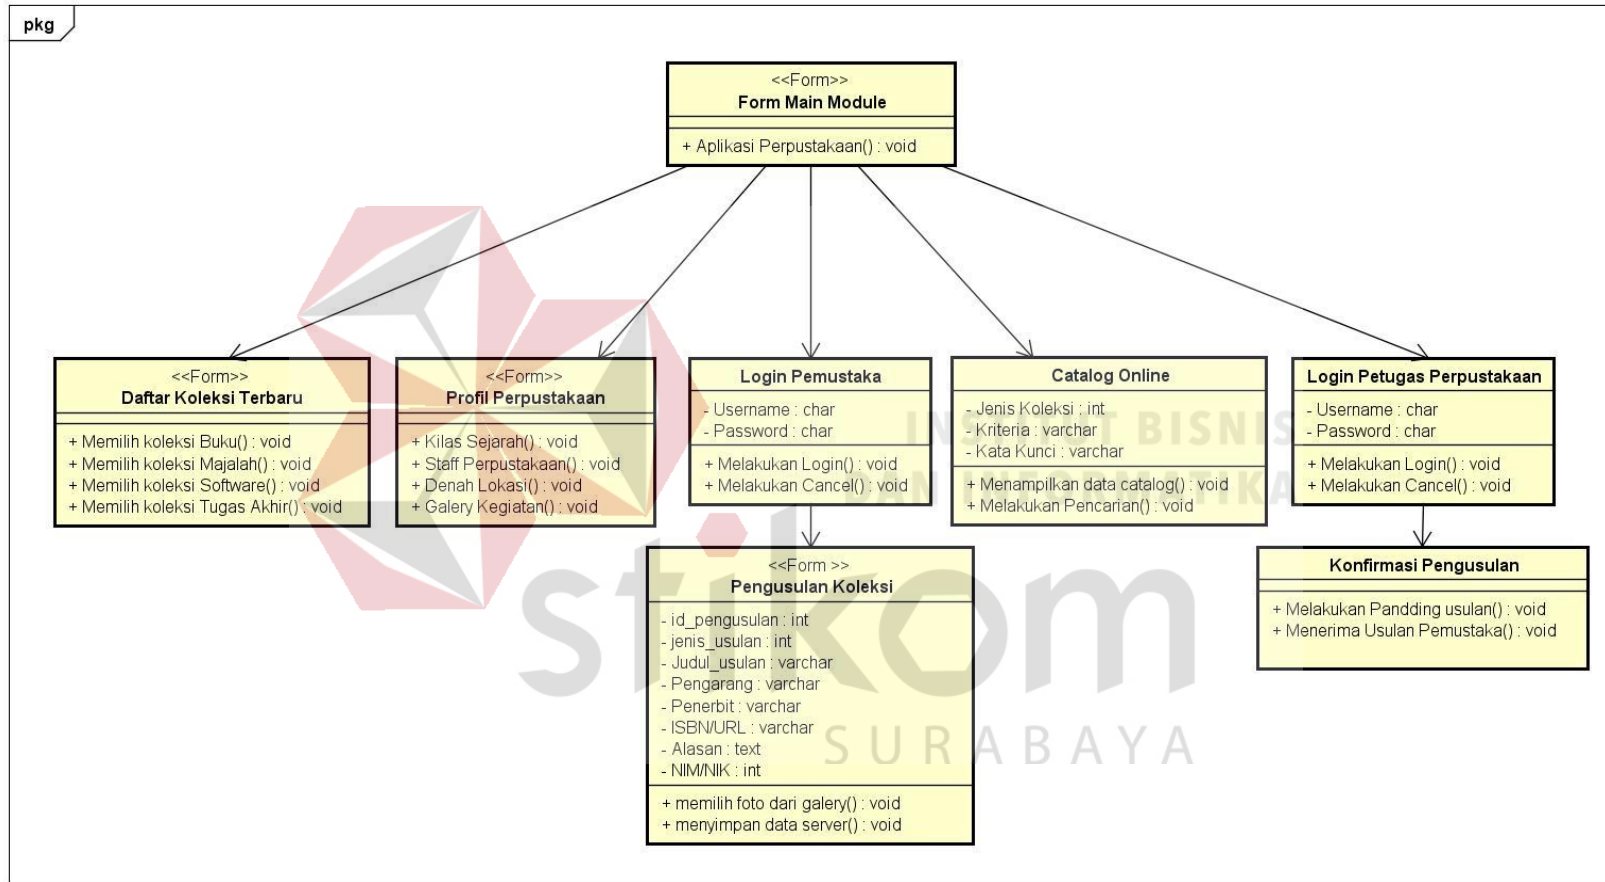 pkg
<<Form>>
Form Main Module
+ Aplikasi Perpustakaan() : void
<<Form>>
Daftar Koleksi Terbaru
+ Memilih koleksi Buku() : void
+ Memilih koleksi Majalah() : void
+ Memilih koleksi Software() : void
+ Memilih koleksi Tugas Akhir() : void
<<Form>>
Profil Perpustakaan
+ Kilas Sejarah() : void
+ Staff Perpustakaan() : void
+ Denah Lokasi() : void
+ Galery Kegiatan() : void
Login Pemustaka
- Username : char
- Password : char
+ Melakukan Login() : void
+ Melakukan Cancel() : void
Catalog Online
- Jenis Koleksi : int
- Kriteria : varchar
- Kata Kunci : varchar
+ Menampilkan data catalog() : void
+ Melakukan Pencarian() : void
Login Petugas Perpustakaan
- Username : char
- Password : char
+ Melakukan Login() : void
+ Melakukan Cancel() : void
<<Form >>
Pengusulan Koleksi
- id_pengusulan : int
- jenis_usulan : int
- Judul_usulan : varchar
- Pengarang : varchar
- Penerbit : varchar
- ISBN/URL : varchar
- Alasan : text
- NIM/NIK : int
+ memilih foto dari galery() : void
+ menyimpan data server() : void
Konfirmasi Pengusulan
+ Melakukan Pandding usulan() : void
+ Menerima Usulan Pemustaka() : void
INSTITUT BISNIS
DAN INFORMATIKA
stikom
SURABAYA